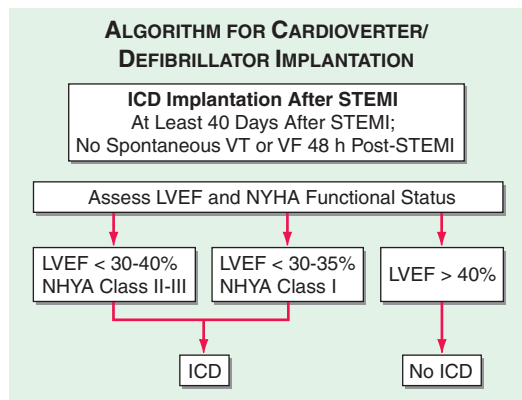 ALGORITHM FOR CARDIOVERTER/
DEFIBRILLATOR IMPLANTATION
ICD Implantation After STEMI
At Least 40 Days After STEMI;
No Spontaneous VT or VF 48 h Post-STEMI
Assess LVEF and NYHA Functional Status
LVEF < 30-40%
NHYA Class II-III
LVEF < 30-35%
NHYA Class I
LVEF > 40%
ICD
No ICD